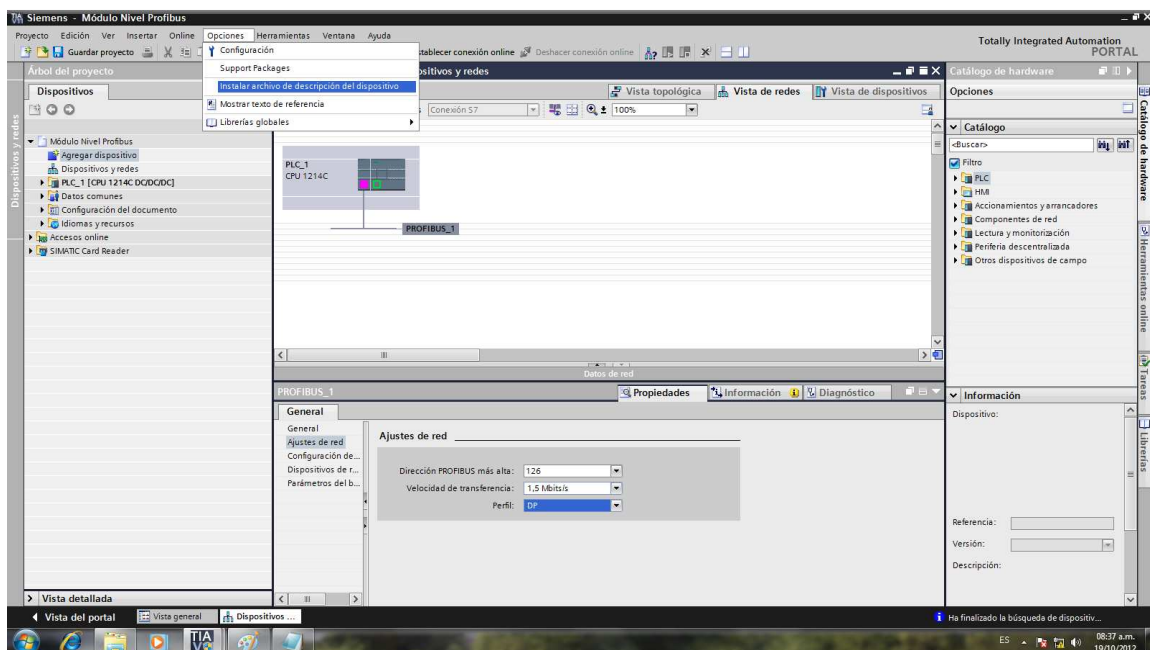 Siemens - Módulo Nivel Profibus
Proyecto Edición Ver Insertar Online Opciones Herramientas Ventana Ayuda
Totally Integrated Automation
PORTAL
Guardar proyecto
Deshacer conexión online
Configuración
Support Packages
Instalar archivo de descripción del dispositivo
Mostrar texto de referencia
Librerías globales
Árbol del proyecto
Dispositivos
Dispositivos y redes
Módulo Nivel Profibus
Agregar dispositivo
Dispositivos y redes
PLC_1 [CPU 1214C DC/DC/DC]
Datos comunes
Configuración del documento
Idiomas y recursos
Accesos online
SIMATIC Card Reader
Vista detallada
Vista topológica
Vista de redes
Vista de dispositivos
Conexión S7
100%
PLC_1
CPU 1214C
PROFIBUS_1
Datos de red
PROFIBUS_1
Propiedades
Información
Diagnóstico
General
General
Ajustes de red
Configuración de...
Dispositivos de r...
Parámetros del b...
Ajustes de red
Dirección PROFIBUS más alta: 126
Velocidad de transferencia: 1,5 Mbits/s
Perfil: DP
Catálogo de hardware
Opciones
Catálogo
<Buscar>
Filtro
PLC
HMI
Accionamientos y arrancadores
Componentes de red
Lectura y monitorización
Periferia descentralizada
Otros dispositivos de campo
Información
Dispositivo:
Referencia:
Versión:
Descripción:
Catálogo de hardware
Herramientas online
Tareas
Librerías
Vista del portal
Vista general
Dispositivos ...
Ha finalizado la búsqueda de dispositiv...
TIA
ES
08:37 a.m.
19/10/2012